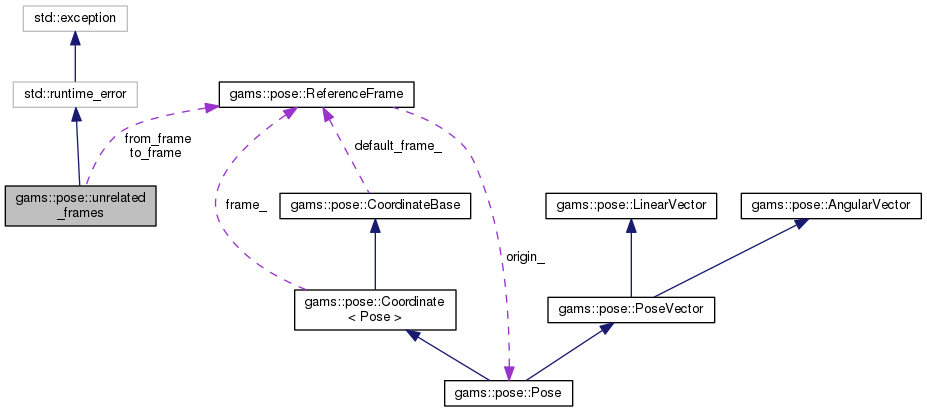 std::exception
std::runtime_error
gams::pose::ReferenceFrame
from_frame
to_frame
default_frame_
gams::pose::unrelated
_frames
frame_
gams::pose::CoordinateBase
gams::pose::LinearVector
gams::pose::AngularVector
origin_
gams::pose::Coordinate
< Pose >
gams::pose::PoseVector
gams::pose::Pose